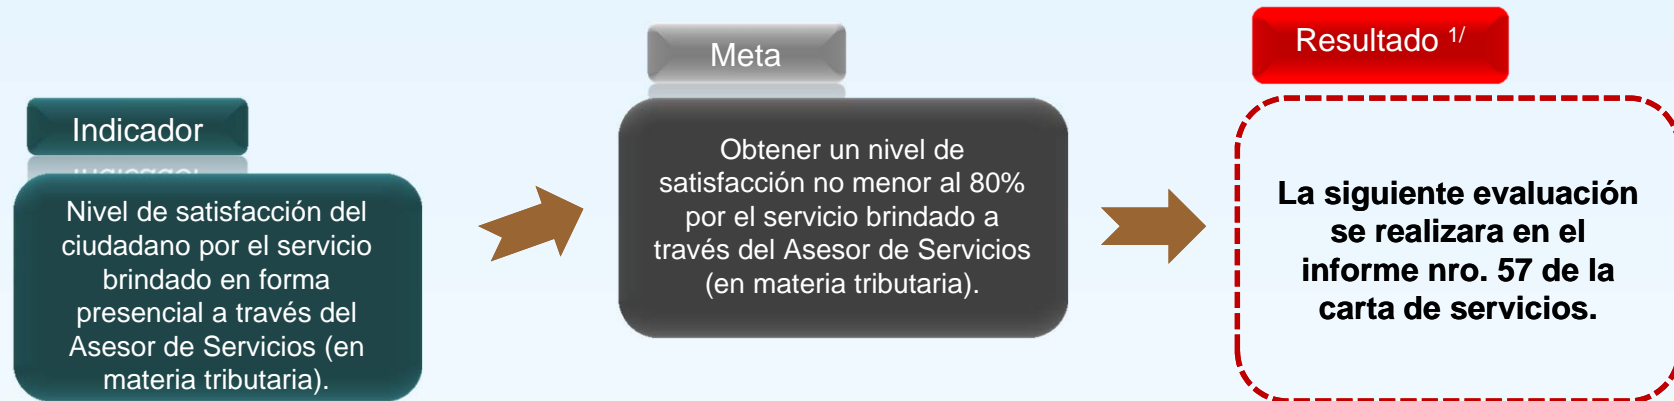 Indicador
Nivel de satisfacción del
ciudadano por el servicio
brindado en forma
presencial a través del
Asesor de Servicios (en
materia tributaria).
Meta
Obtener un nivel de
satisfacción no menor al 80%
por el servicio brindado a
través del Asesor de Servicios
(en materia tributaria).
Resultado 1/
La siguiente evaluación
se realizara en el
informe nro. 57 de la
carta de servicios.